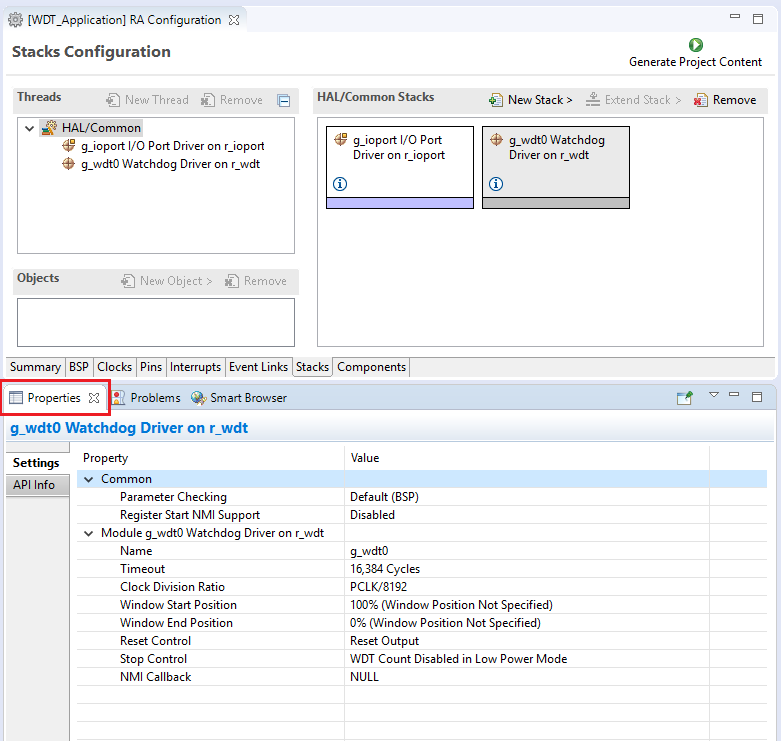 [WDT_Application] RA Configuration
Stacks Configuration
Generate Project Content
Threads
New Thread
Remove
HAL/Common Stacks
New Stack >
Extend Stack >
Remove
HAL/Common
g_ioport I/O Port Driver on r_ioport
g_wdt0 Watchdog Driver on r_wdt
g_ioport I/O Port
Driver on r_ioport
g_wdt0 Watchdog
Driver on r_wdt
Objects
New Object >
Remove
Summary BSP Clocks Pins Interrupts Event Links Stacks Components
Properties Problems Smart Browser
g_wdt0 Watchdog Driver on r_wdt
Settings
API Info
Property Value
Common
Parameter Checking Default (BSP)
Register Start NMI Support Disabled
Module g_wdt0 Watchdog Driver on r_wdt
Name g_wdt0
Timeout 16,384 Cycles
Clock Division Ratio PCLK/8192
Window Start Position 100% (Window Position Not Specified)
Window End Position 0% (Window Position Not Specified)
Reset Control Reset Output
Stop Control WDT Count Disabled in Low Power Mode
NMI Callback NULL